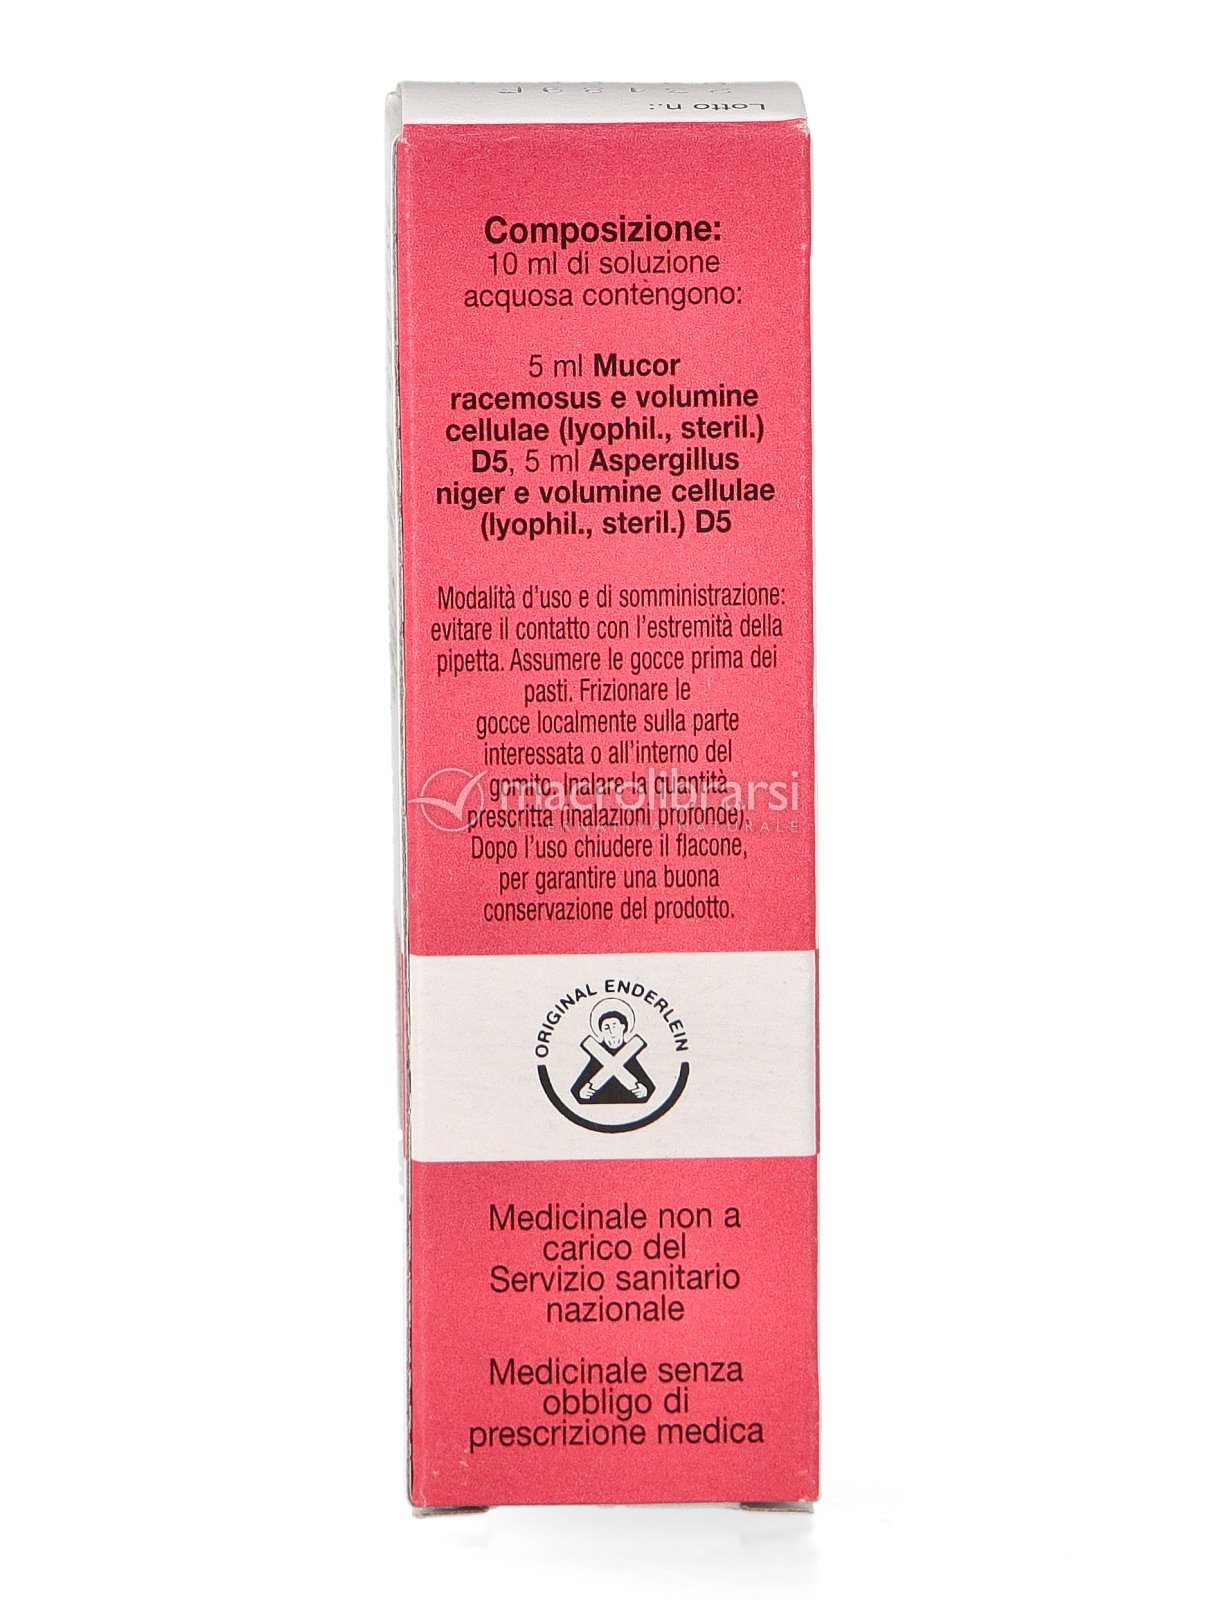 Lotto n.:
Composizione:
10 ml di soluzione
acquosa contèngono:
5 ml Mucor
racemosus e volumine
cellulae (lyophil., steril.)
D5, 5 ml Aspergillus
niger e volumine cellulae
(lyophil., steril.) D5
Modalità d'uso e di somministrazione:
evitare il contatto con l'estremità della
pipetta. Assumere le gocce prima dei
pasti. Frizionare le
gocce localmente sulla parte
interessata o all'interno del
gomito. Inalare la quantità
prescritta (inalazioni profonde).
Dopo l'uso chiudere il flacone,
per garantire una buona
conservazione del prodotto.
macrolibrarsi
ORIGINAL ENDERLEIN
Medicinale non a
carico del
Servizio sanitario
nazionale
Medicinale senza
obbligo di
prescrizione medica